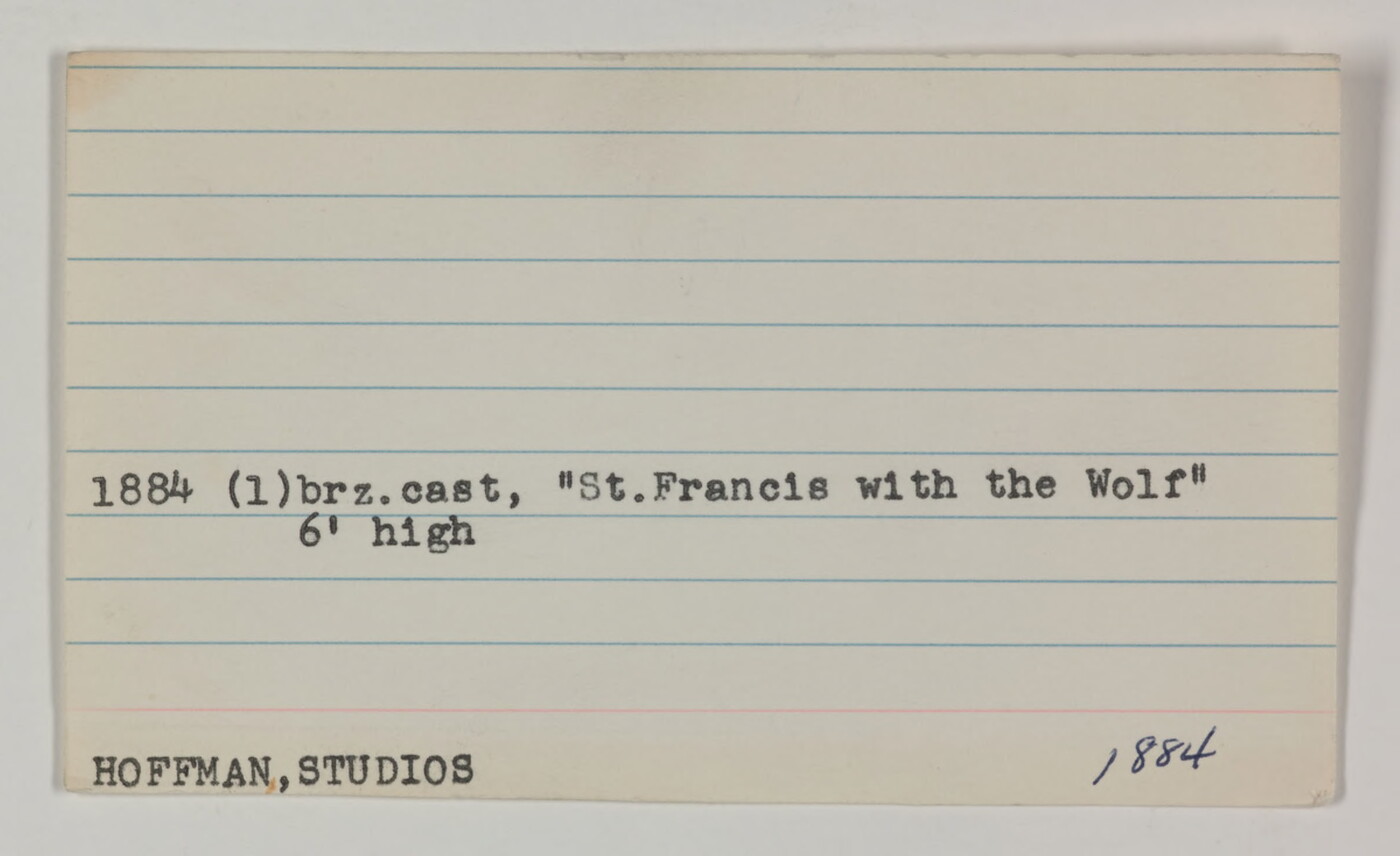 1884 (1)brz.cast, "St.Francis with the Wolf"
6' high
HOFFMAN,STUDIOS
1884